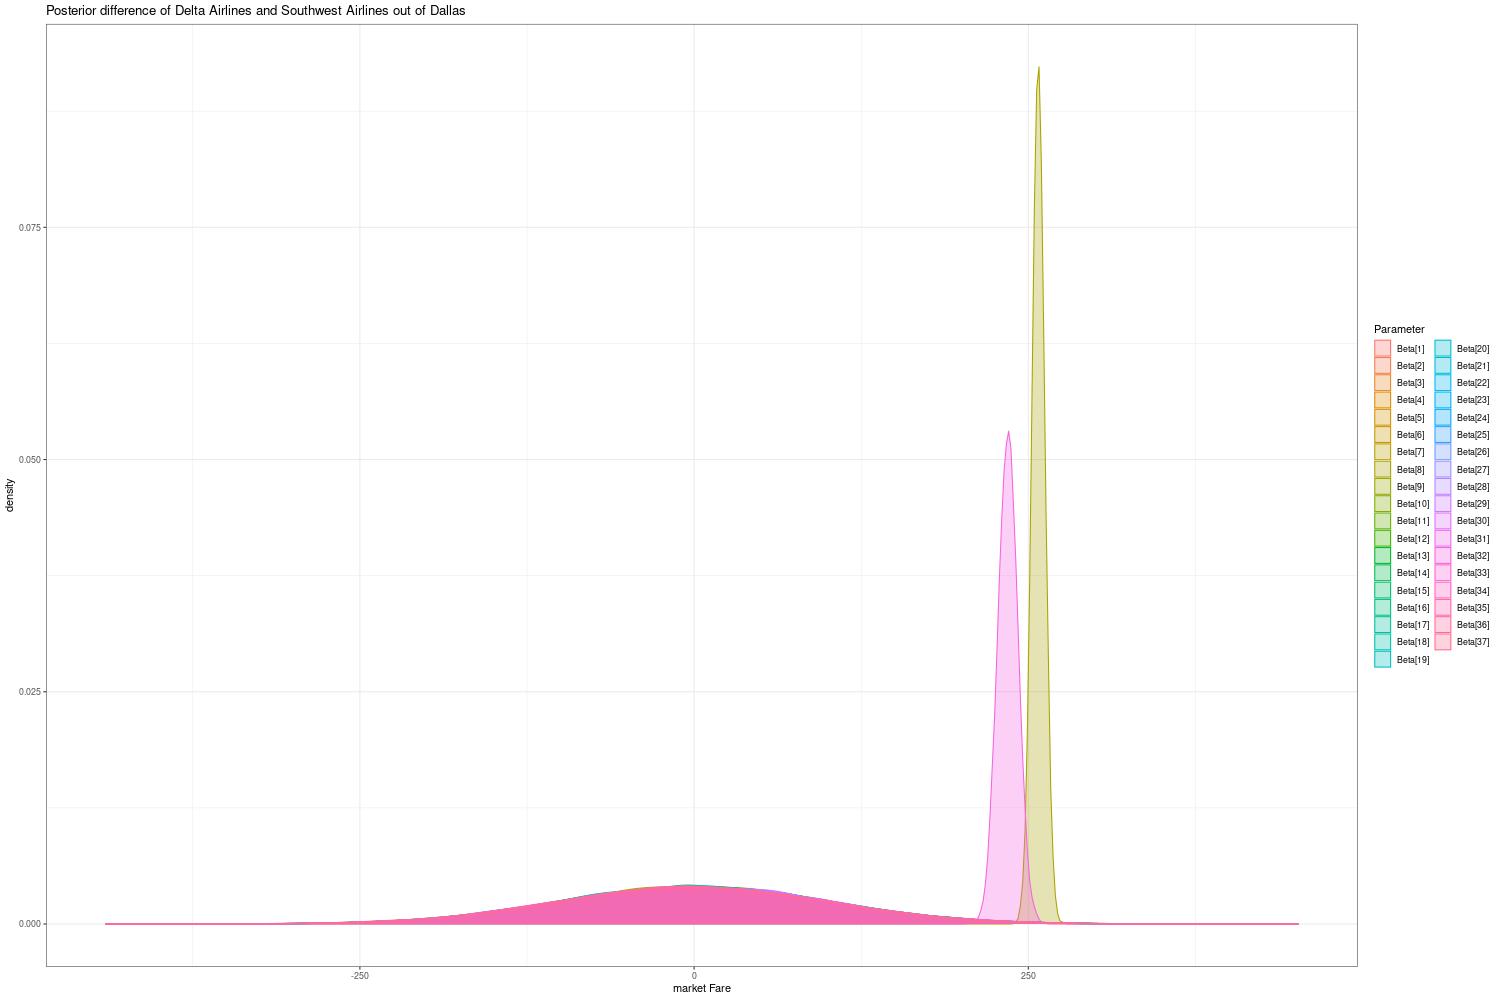 Posterior difference of Delta Airlines and Southwest Airlines out of Dallas
density
0.075
0.050
0.025
0.000
-250
0
250
market Fare
Parameter
Beta[1]
Beta[2]
Beta[3]
Beta[4]
Beta[5]
Beta[6]
Beta[7]
Beta[8]
Beta[9]
Beta[10]
Beta[11]
Beta[12]
Beta[13]
Beta[14]
Beta[15]
Beta[16]
Beta[17]
Beta[18]
Beta[19]
Beta[20]
Beta[21]
Beta[22]
Beta[23]
Beta[24]
Beta[25]
Beta[26]
Beta[27]
Beta[28]
Beta[29]
Beta[30]
Beta[31]
Beta[32]
Beta[33]
Beta[34]
Beta[35]
Beta[36]
Beta[37]